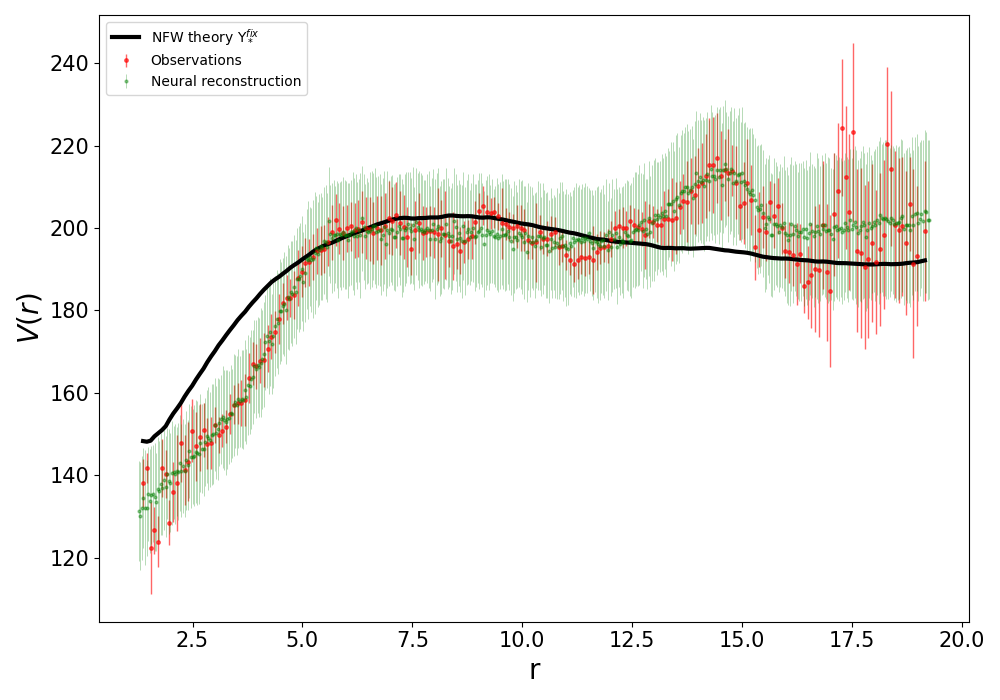 NFW theory ϒ*^fix
Observations
Neural reconstruction
V(r)
240
220
200
180
160
140
120
2.5 5.0 7.5 10.0 12.5 15.0 17.5 20.0
r